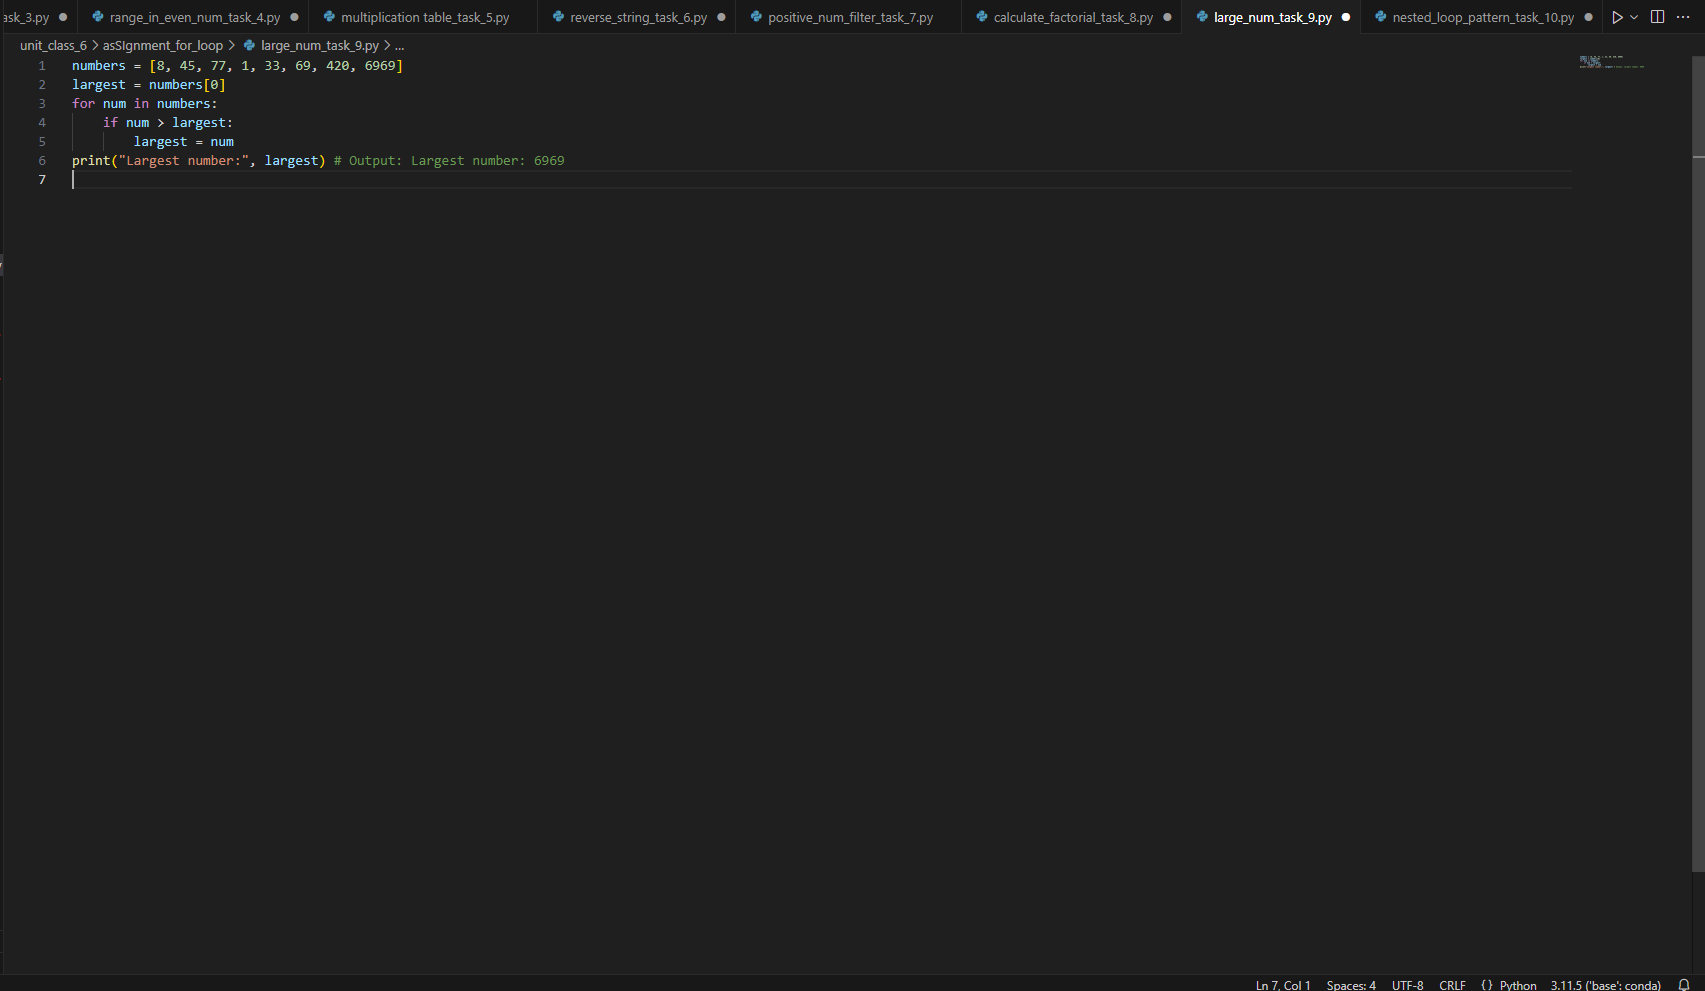 ask_3.py range_in_even_num_task_4.py multiplication table_task_5.py reverse_string_task_6.py positive_num_filter_task_7.py calculate_factorial_task_8.py large_num_task_9.py nested_loop_pattern_task_10.py
unit_class_6 > asSIgnment_for_loop > large_num_task_9.py > ...
1 numbers = [8, 45, 77, 1, 33, 69, 420, 6969]
2 largest = numbers[0]
3 for num in numbers:
4     if num > largest:
5         largest = num
6 print("Largest number:", largest) # Output: Largest number: 6969
7
Ln 7, Col 1 Spaces: 4 UTF-8 CRLF {} Python 3.11.5 ('base': conda)